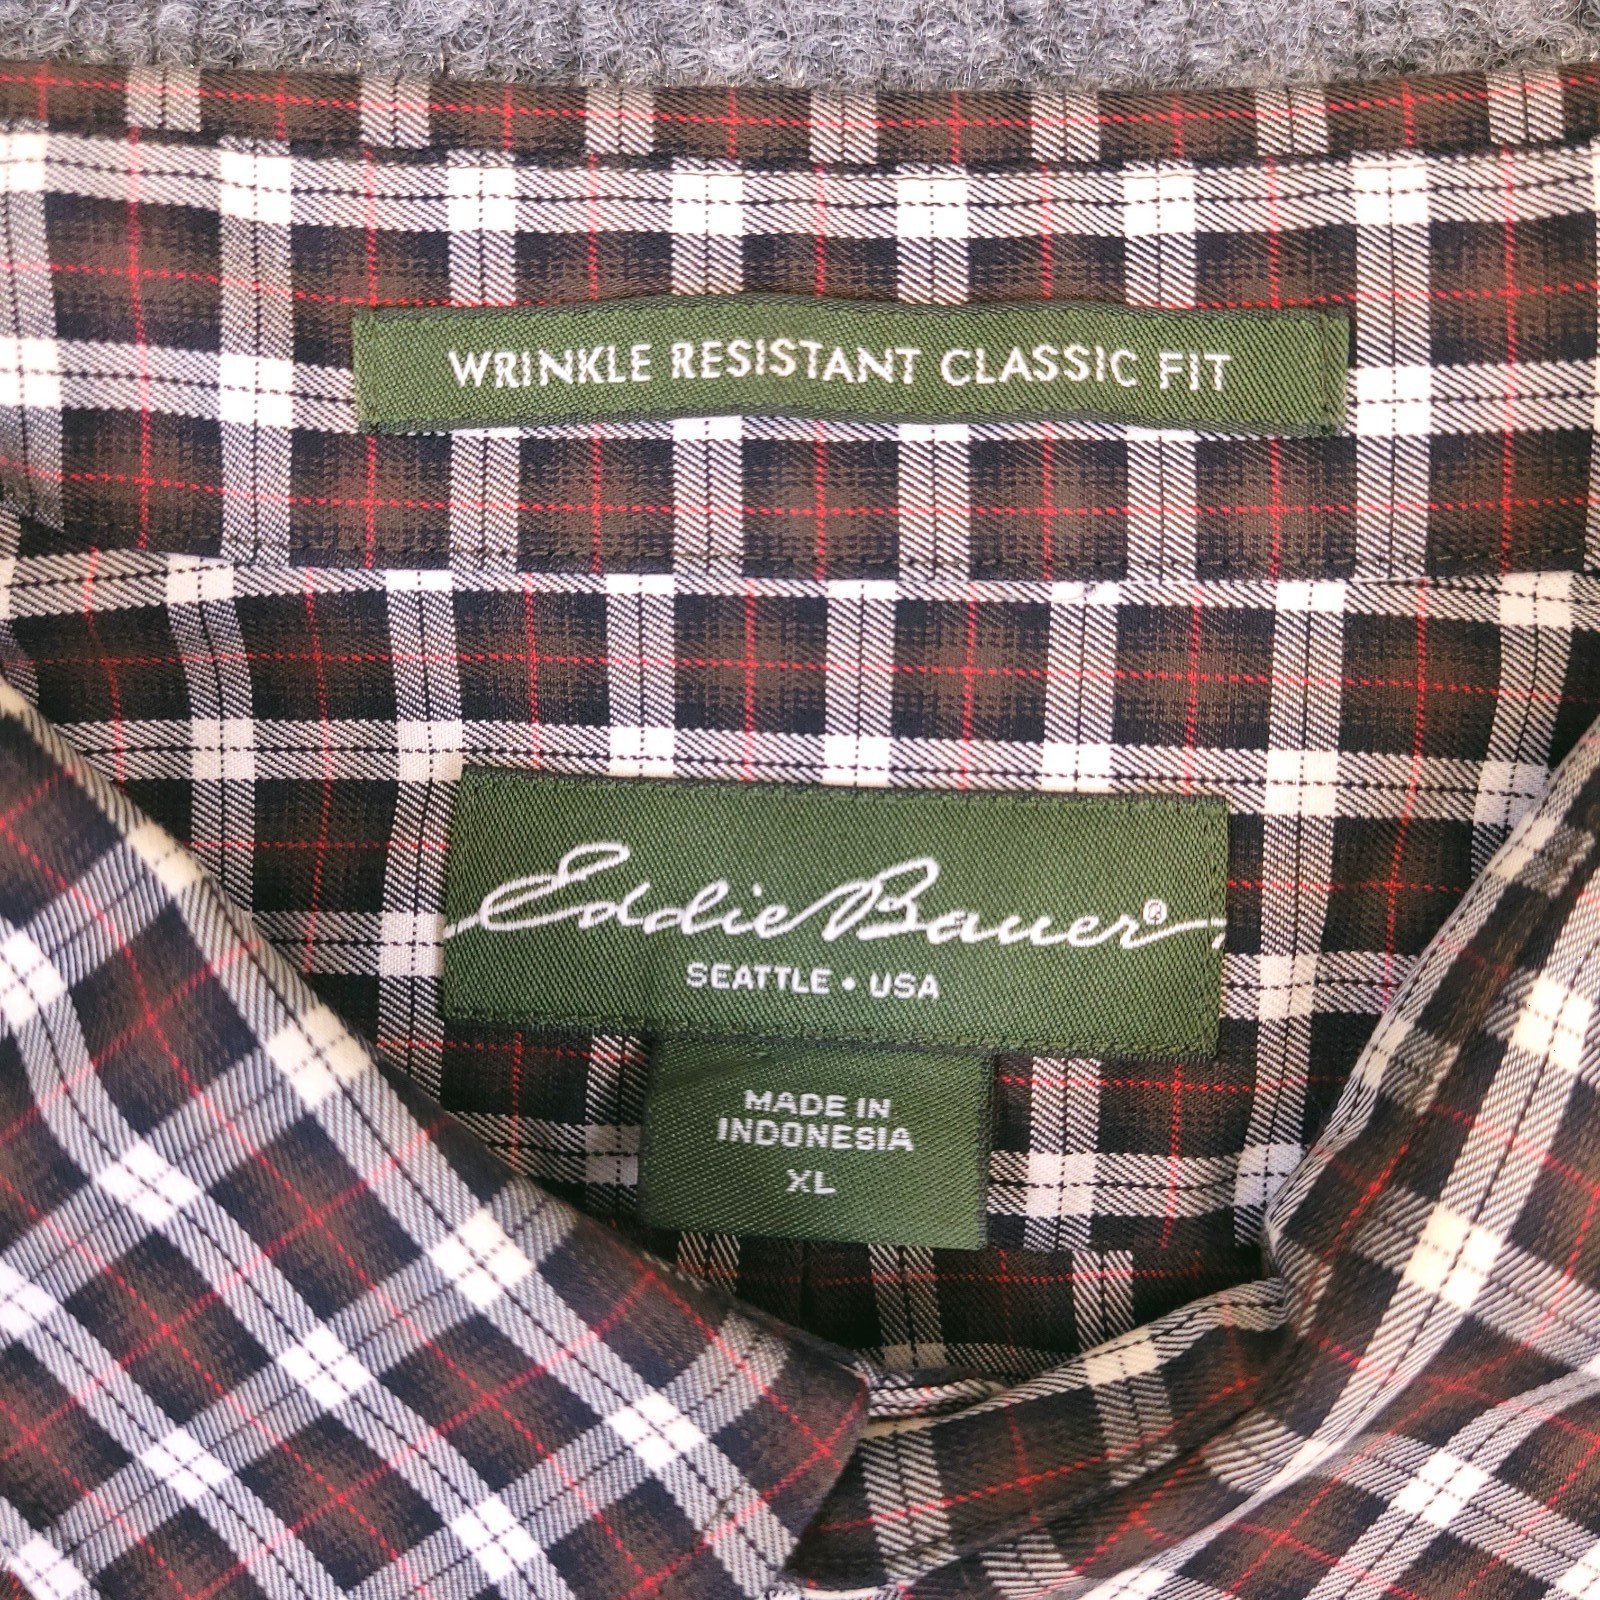 WRINKLE RESISTANT CLASSIC FIT
Eddie Bauer®
SEATTLE • USA
MADE IN
INDONESIA
XL